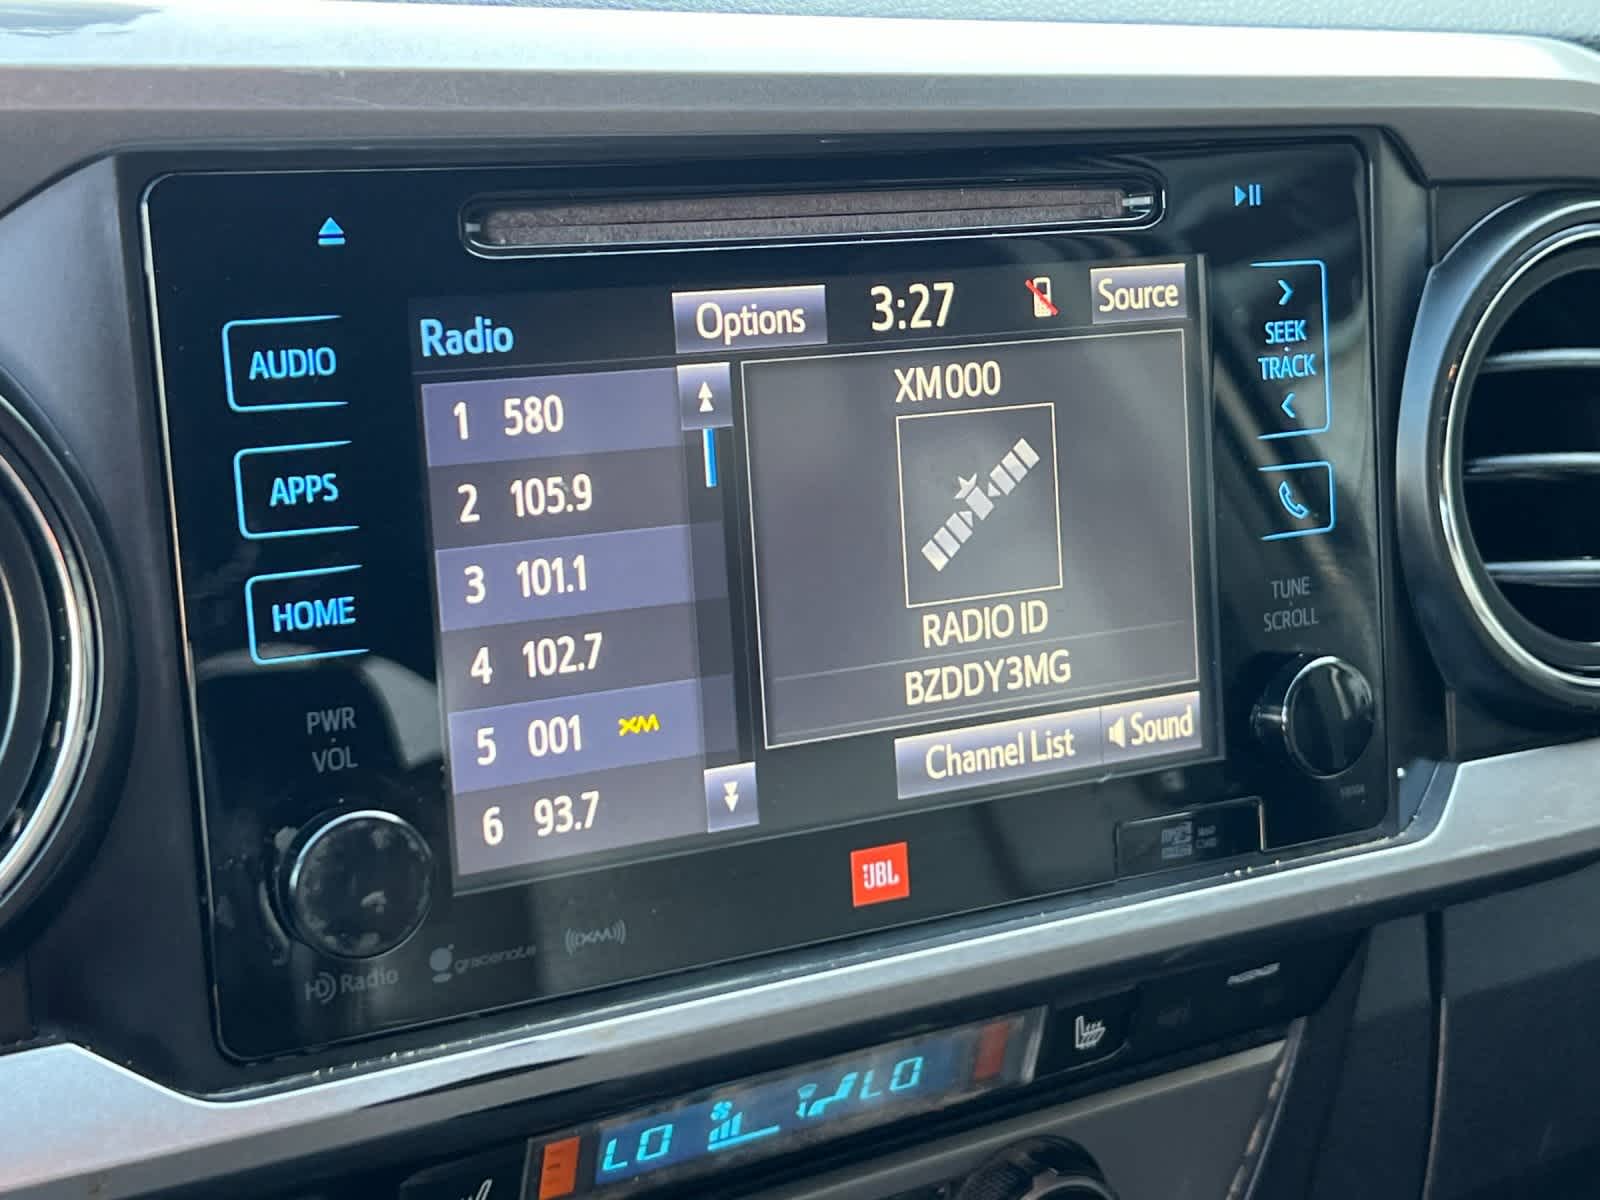 Radio
Options
3:27
Source
AUDIO
APPS
HOME
1 580
2 105.9
3 101.1
4 102.7
5 001 XM
6 93.7
XM000
RADIO ID
BZDDY3MG
Channel List
Sound
SEEK
TRACK
TUNE
SCROLL
PWR
VOL
JBL
HD Radio
gracenote
((XM))
LO
LO